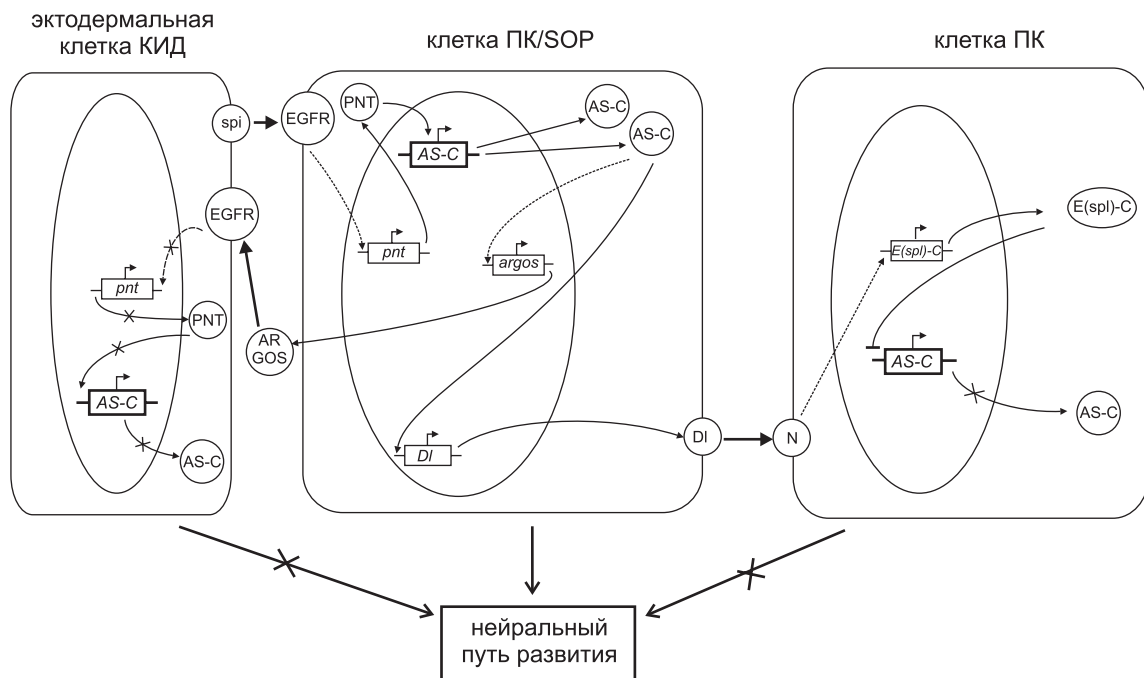 эктодермальная
клетка КИД
клетка ПК/SOP
клетка ПК
spi
EGFR
PNT
AS-C
AS-C
AS-C
EGFR
pnt
argos
E(spl)-C
E(spl)-C
pnt
PNT
AR
GOS
AS-C
AS-C
AS-C
AS-C
Dl
Dl
N
нейральный
путь развития